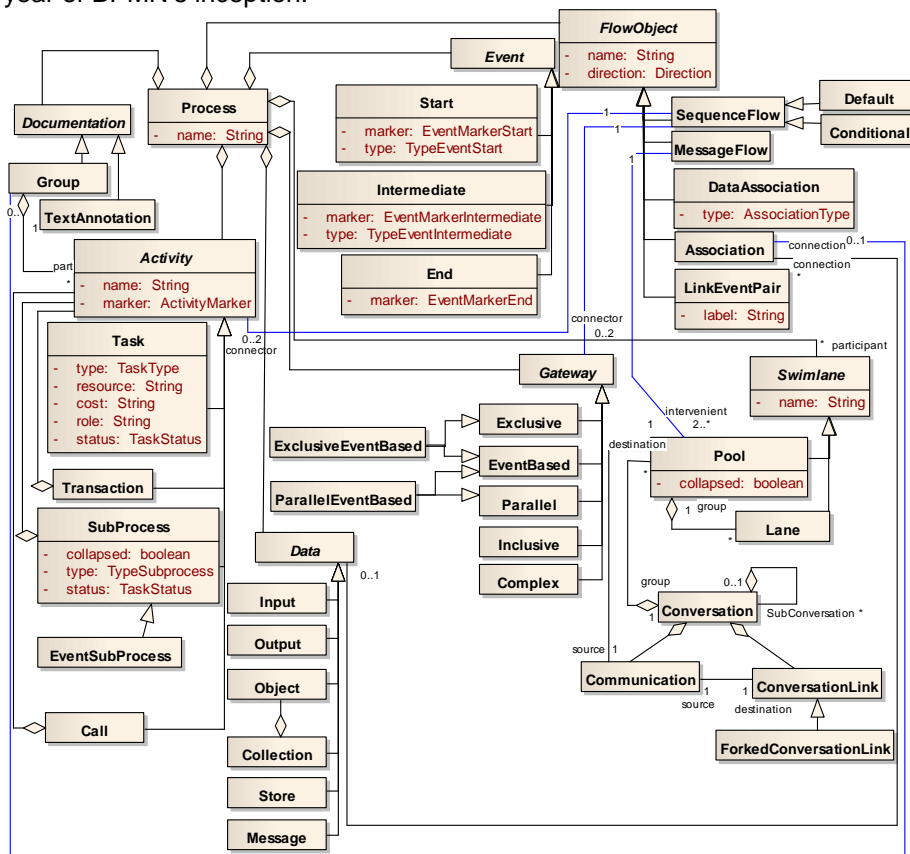 year of BPMN's inception.
FlowObject
- name: String
- direction: Direction
Event
Process
- name: String
Documentation
Group
TextAnnotation
0..
1
Start
- marker: EventMarkerStart
- type: TypeEventStart
Intermediate
- marker: EventMarkerIntermediate
- type: TypeEventIntermediate
End
- marker: EventMarkerEnd
1
SequenceFlow
1
MessageFlow
1
Default
Conditional
DataAssociation
- type: AssociationType
Association
connection
0..1
connection
*
LinkEventPair
- label: String
part
*
Activity
- name: String
- marker: ActivityMarker
connector
0..2
connector
0..2
Task
- type: TaskType
- resource: String
- cost: String
- role: String
- status: TaskStatus
Transaction
SubProcess
- collapsed: boolean
- type: TypeSubprocess
- status: TaskStatus
EventSubProcess
Call
Gateway
Exclusive
ExclusiveEventBased
EventBased
ParallelEventBased
Parallel
Inclusive
Complex
Data
0..1
Input
Output
Object
Collection
Store
Message
* participant
Swimlane
- name: String
intervenient
1
2..*
destination
Pool
- collapsed: boolean
*
1
group
Lane
*
group
1
0..1
Conversation
SubConversation *
source
1
Communication
1
source
1
destination
ConversationLink
ForkedConversationLink